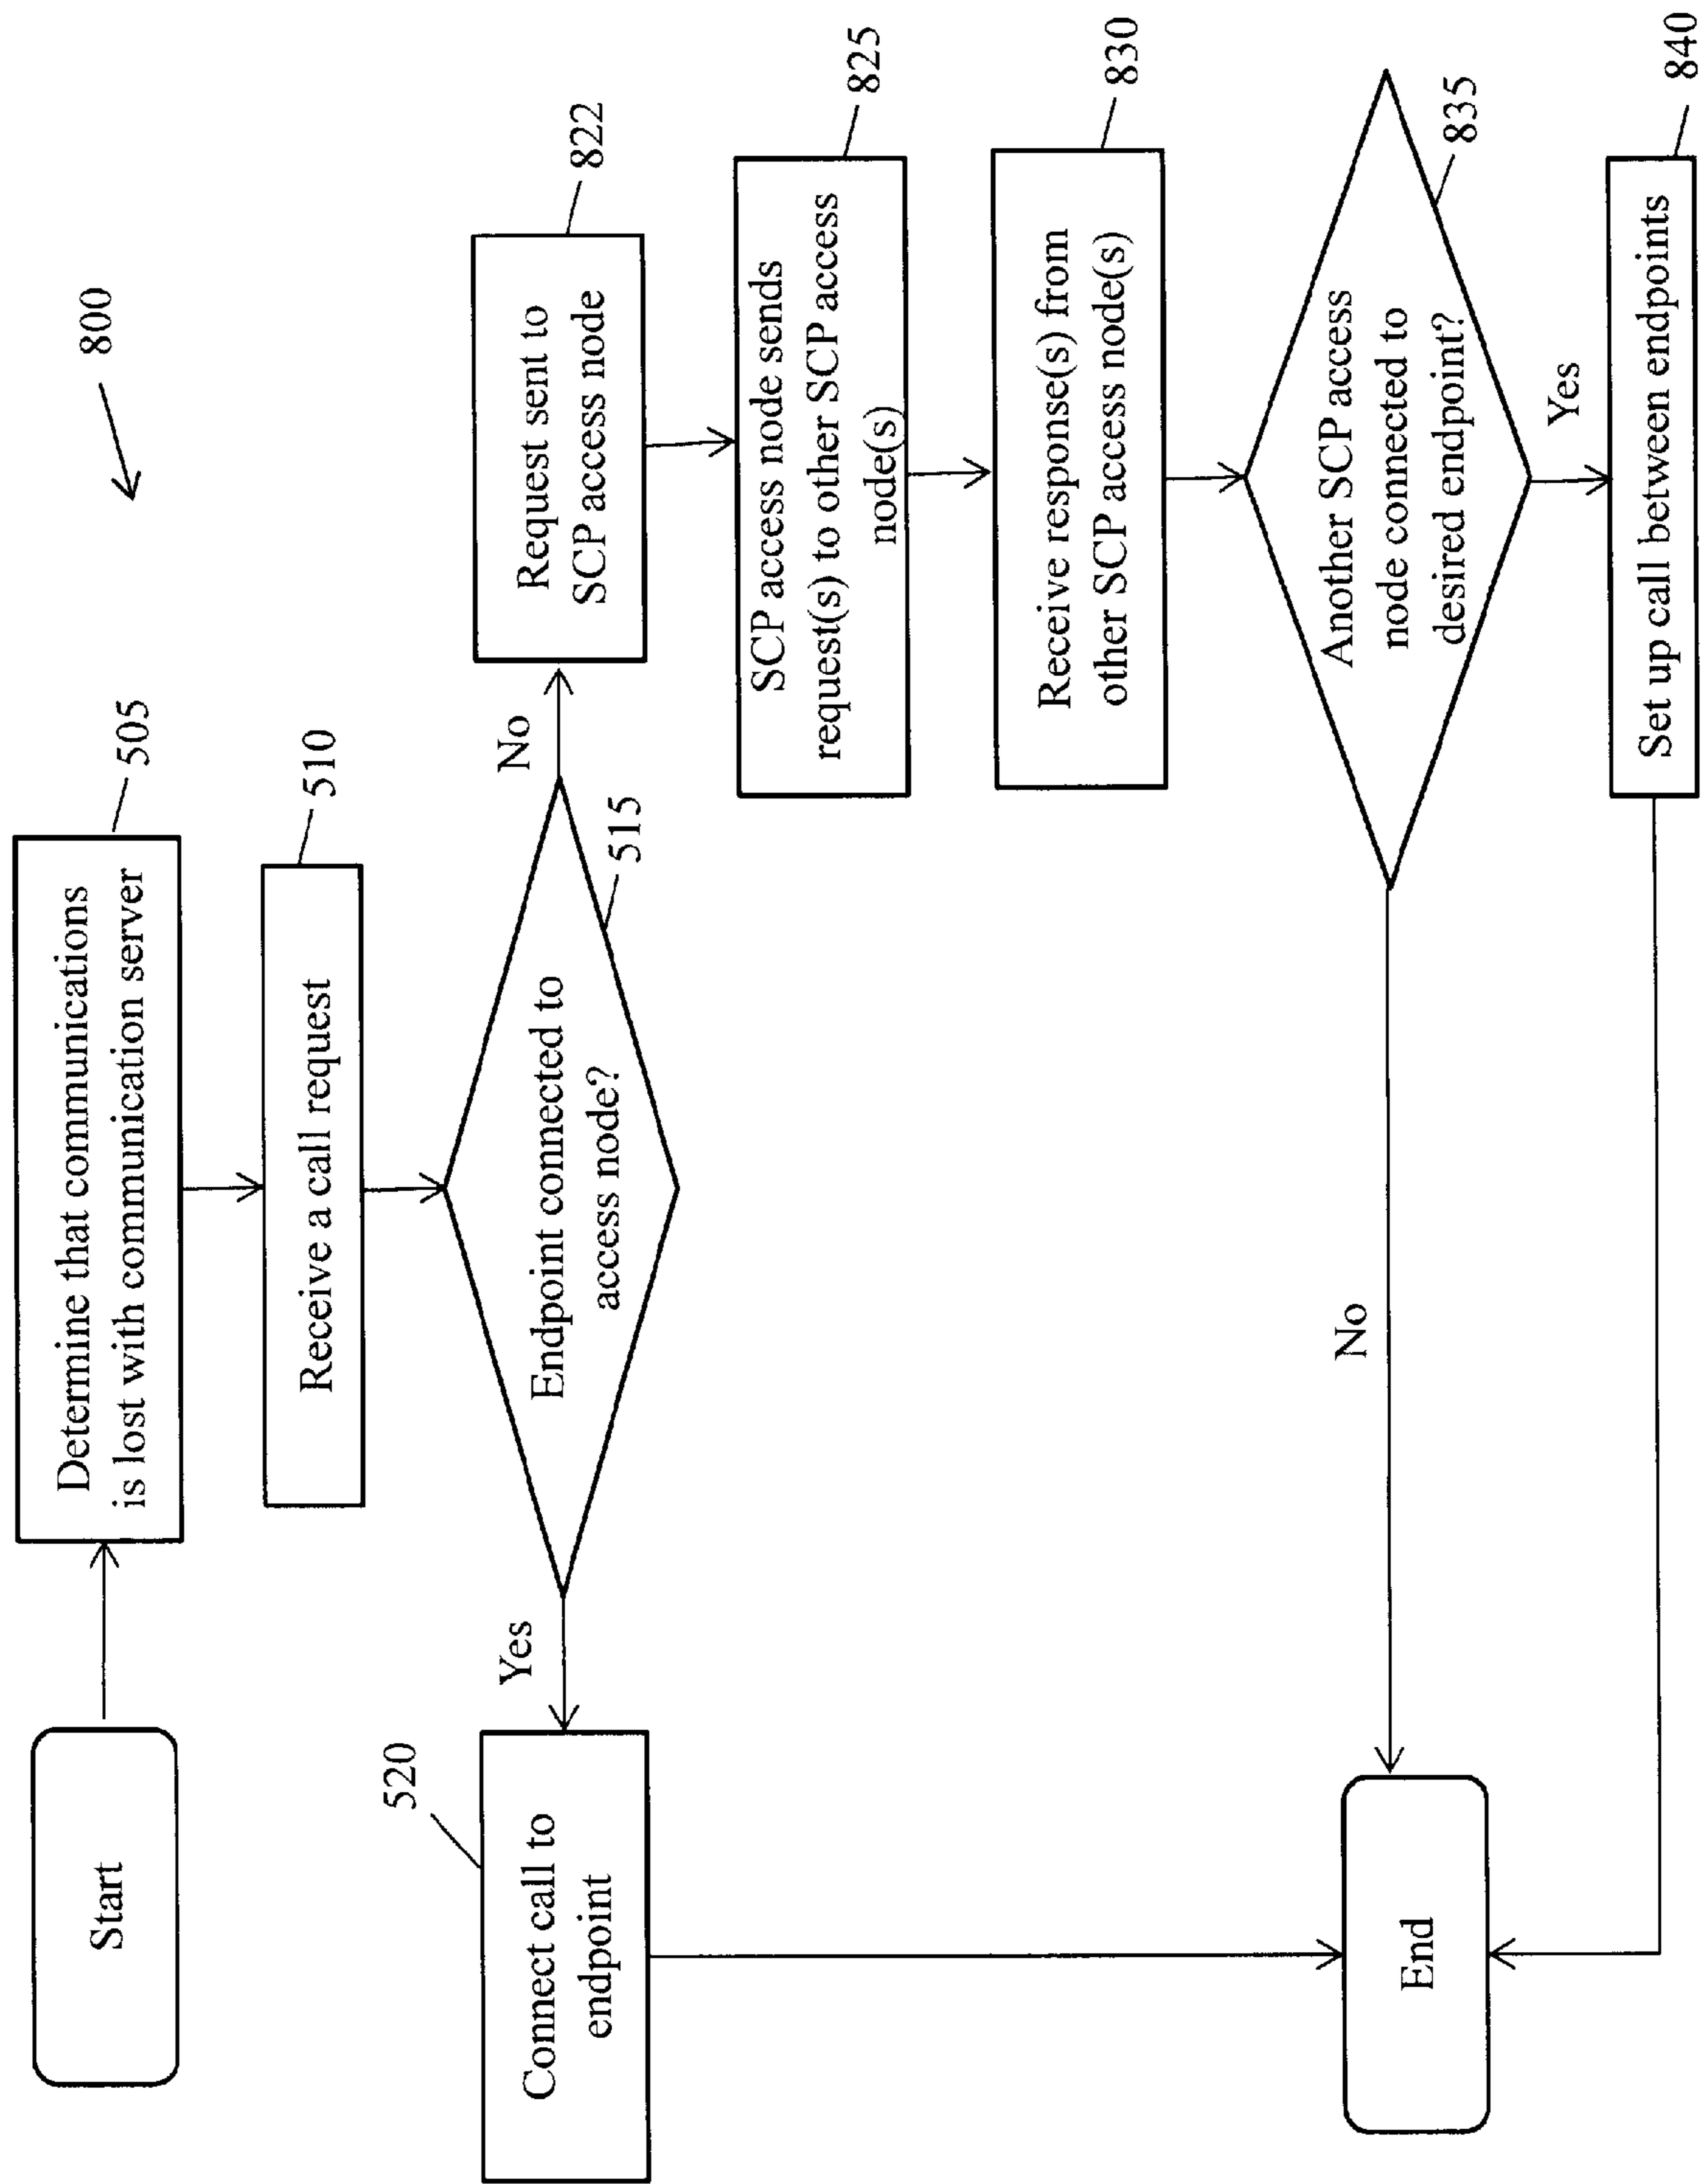 800
Start
Determine that communications
is lost with communication server
505
Receive a call request
510
Endpoint connected to
access node?
515
Yes
No
520
Connect call to
endpoint
Request sent to
SCP access node
822
SCP access node sends
request(s) to other SCP access
node(s)
825
Receive response(s) from
other SCP access node(s)
830
Another SCP access
node connected to
desired endpoint?
835
No
Yes
End
Set up call between endpoints
840